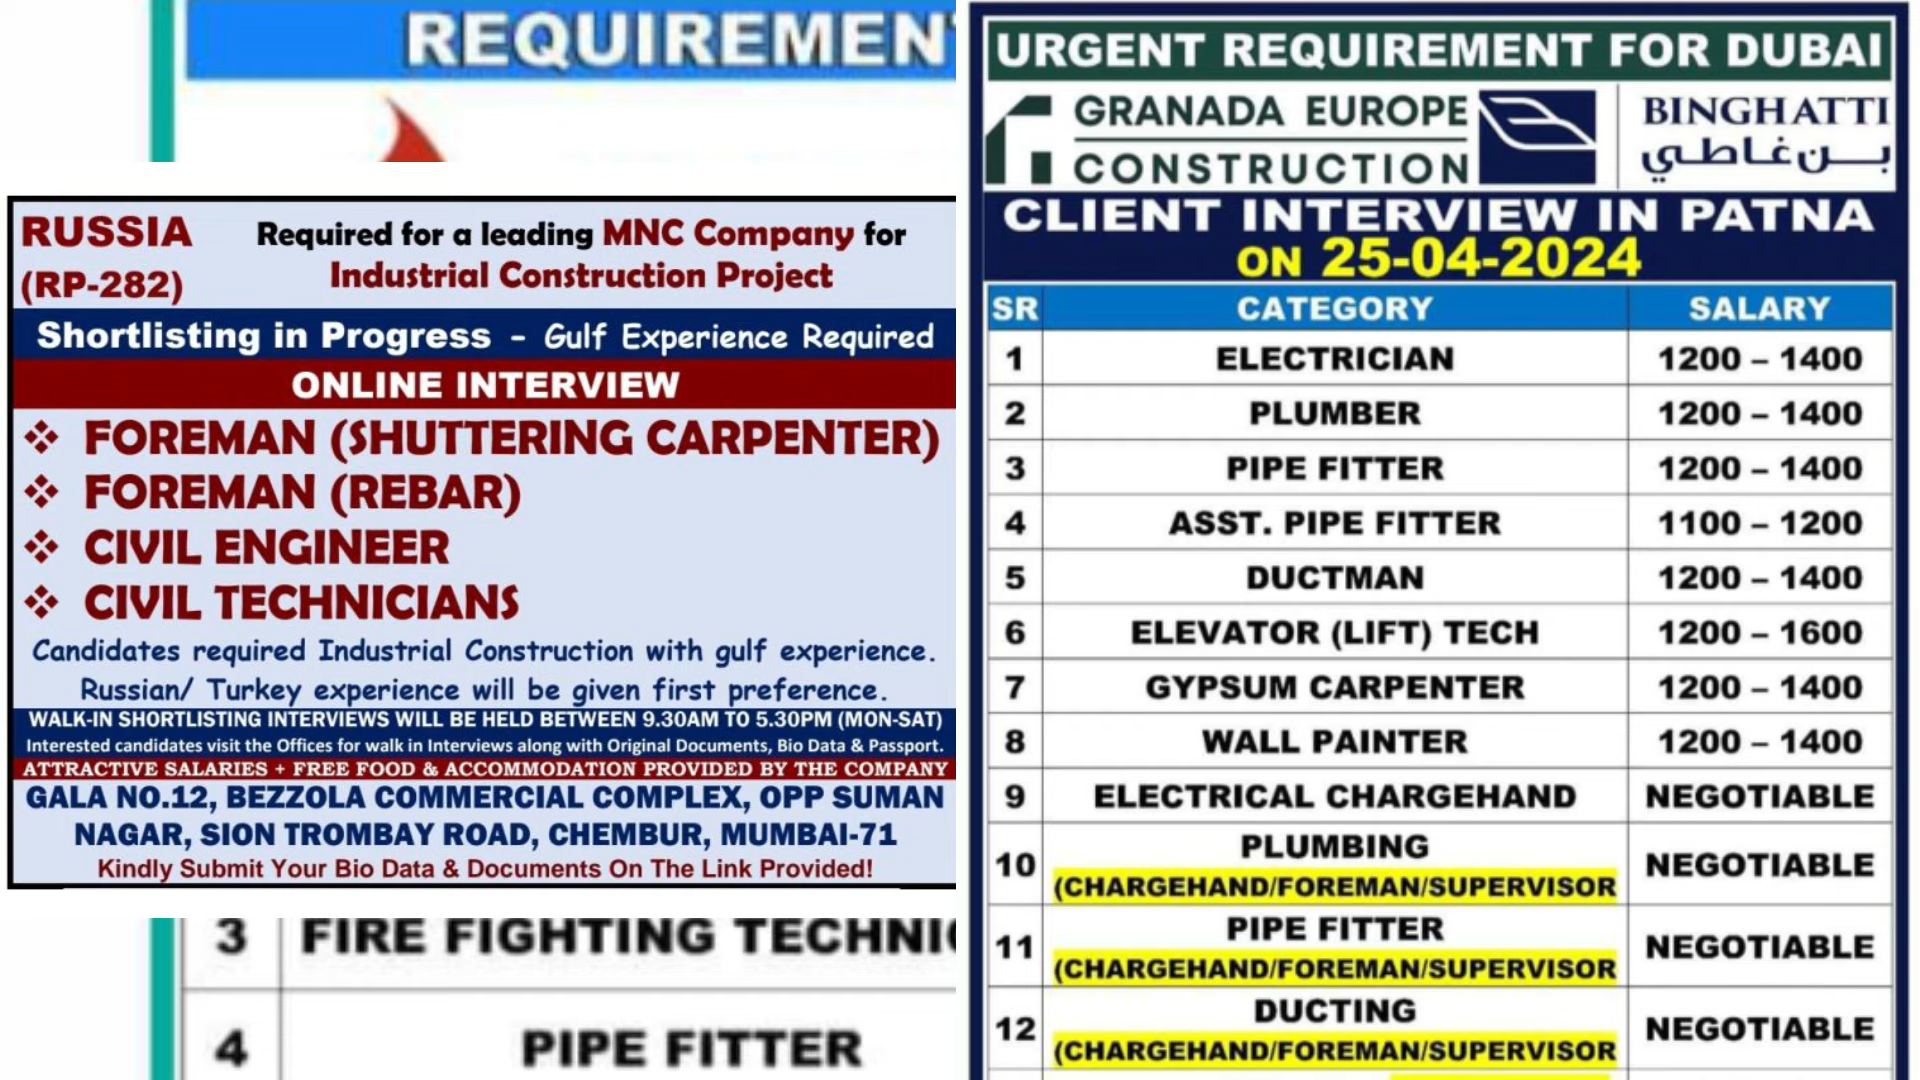 REQUIREMEN
RUSSIA
(RP-282)
Required for a leading MNC Company for
Industrial Construction Project
Shortlisting in Progress - Gulf Experience Required
ONLINE INTERVIEW
❖ FOREMAN (SHUTTERING CARPENTER)
❖ FOREMAN (REBAR)
❖ CIVIL ENGINEER
❖ CIVIL TECHNICIANS
Candidates required Industrial Construction with gulf experience.
Russian/ Turkey experience will be given first preference.
WALK-IN SHORTLISTING INTERVIEWS WILL BE HELD BETWEEN 9.30AM TO 5.30PM (MON-SAT)
Interested candidates visit the Offices for walk in Interviews along with Original Documents, Bio Data & Passport.
ATTRACTIVE SALARIES + FREE FOOD & ACCOMMODATION PROVIDED BY THE COMPANY
GALA NO.12, BEZZOLA COMMERCIAL COMPLEX, OPP SUMAN
NAGAR, SION TROMBAY ROAD, CHEMBUR, MUMBAI-71
Kindly Submit Your Bio Data & Documents On The Link Provided!
3 FIRE FIGHTING TECHNI
4 PIPE FITTER
URGENT REQUIREMENT FOR DUBAI
GRANADA EUROPE
CONSTRUCTION
BINGHATTI
بن غاطي
CLIENT INTERVIEW IN PATNA
ON 25-04-2024
SR CATEGORY SALARY
1 ELECTRICIAN 1200 – 1400
2 PLUMBER 1200 – 1400
3 PIPE FITTER 1200 – 1400
4 ASST. PIPE FITTER 1100 – 1200
5 DUCTMAN 1200 – 1400
6 ELEVATOR (LIFT) TECH 1200 – 1600
7 GYPSUM CARPENTER 1200 – 1400
8 WALL PAINTER 1200 – 1400
9 ELECTRICAL CHARGEHAND NEGOTIABLE
10 PLUMBING
(CHARGEHAND/FOREMAN/SUPERVISOR NEGOTIABLE
11 PIPE FITTER
(CHARGEHAND/FOREMAN/SUPERVISOR NEGOTIABLE
12 DUCTING
(CHARGEHAND/FOREMAN/SUPERVISOR NEGOTIABLE